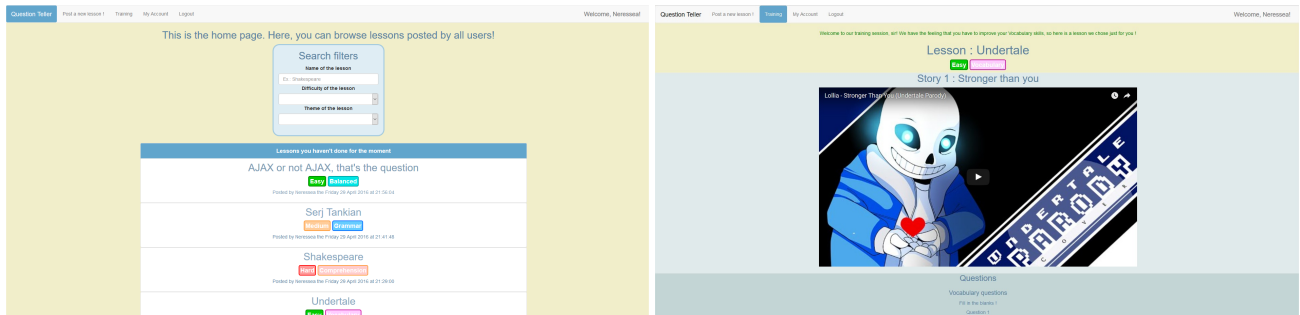 Question Teller Post a new lesson ! Training My Account Logout Welcome, Neressea!
This is the home page. Here, you can browse lessons posted by all users!
Search filters
Name of the lesson
Ex : Shakespeare
Difficulty of the lesson
Theme of the lesson
Lessons you haven't done for the moment
AJAX or not AJAX, that's the question
Easy Balanced
Posted by Neressea the Friday 29 April 2016 at
Serj Tankian
Medium Grammar
Posted by Neressea the Friday 29 April 2016 at 21:41:48
Shakespeare
Hard Comprehension
Posted by Neressea the Friday 29 April 2016 at
Undertale
Easy
Question Teller Post a new lesson ! Training My Account Logout Welcome, Neressea!
Welcome to our training session, sir! We have the feeling that you have to improve your Vocabulary skills, so here is a lesson we chose just for you !
Lesson : Undertale
Easy Vocabulary
Story 1 : Stronger than you
Lollia - Stronger Than You (Undertale Parody)
UNDERTALE
PARODY
Questions
Vocabulary questions
Fill in the blanks !
Question 1